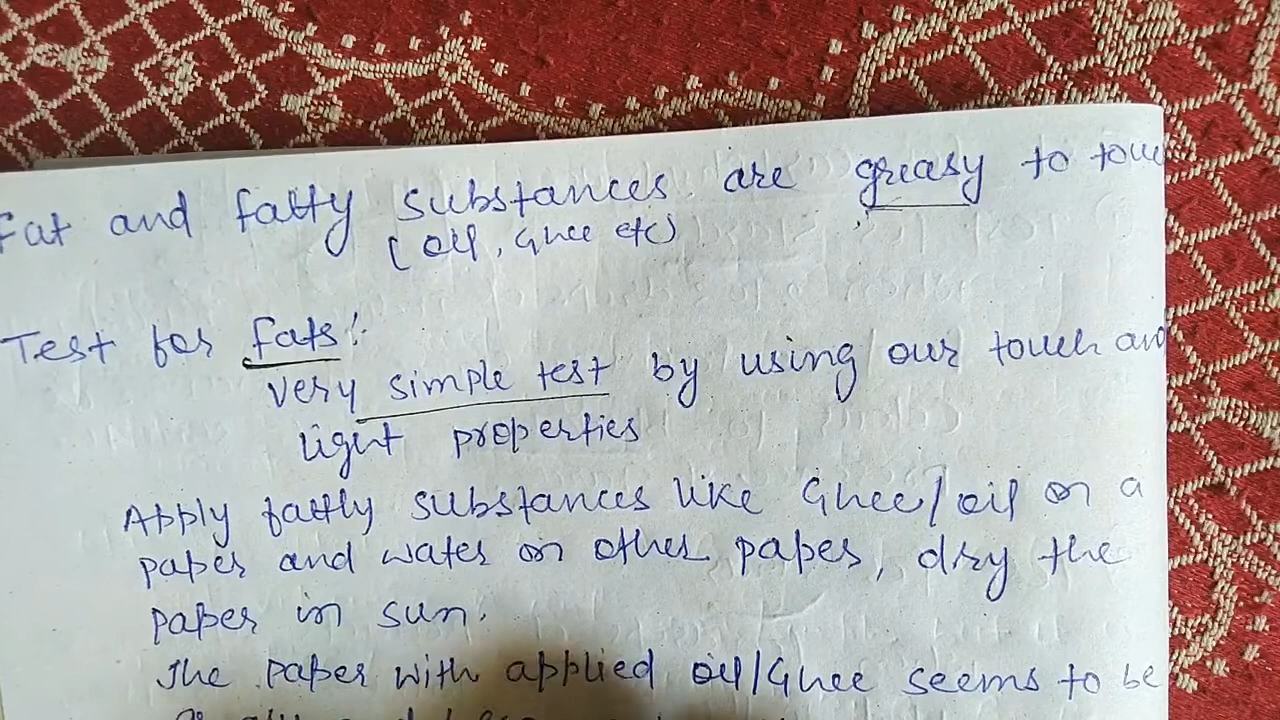 Fat and fatty substances are greasy to touch
(oil, Ghee etc)
Test for fats:
very simple test by using our touch and
light properties
Apply fatty substances like Ghee/oil on a
paper and water on other paper, dry the
paper in sun.
The paper with applied oil/Ghee seems to be